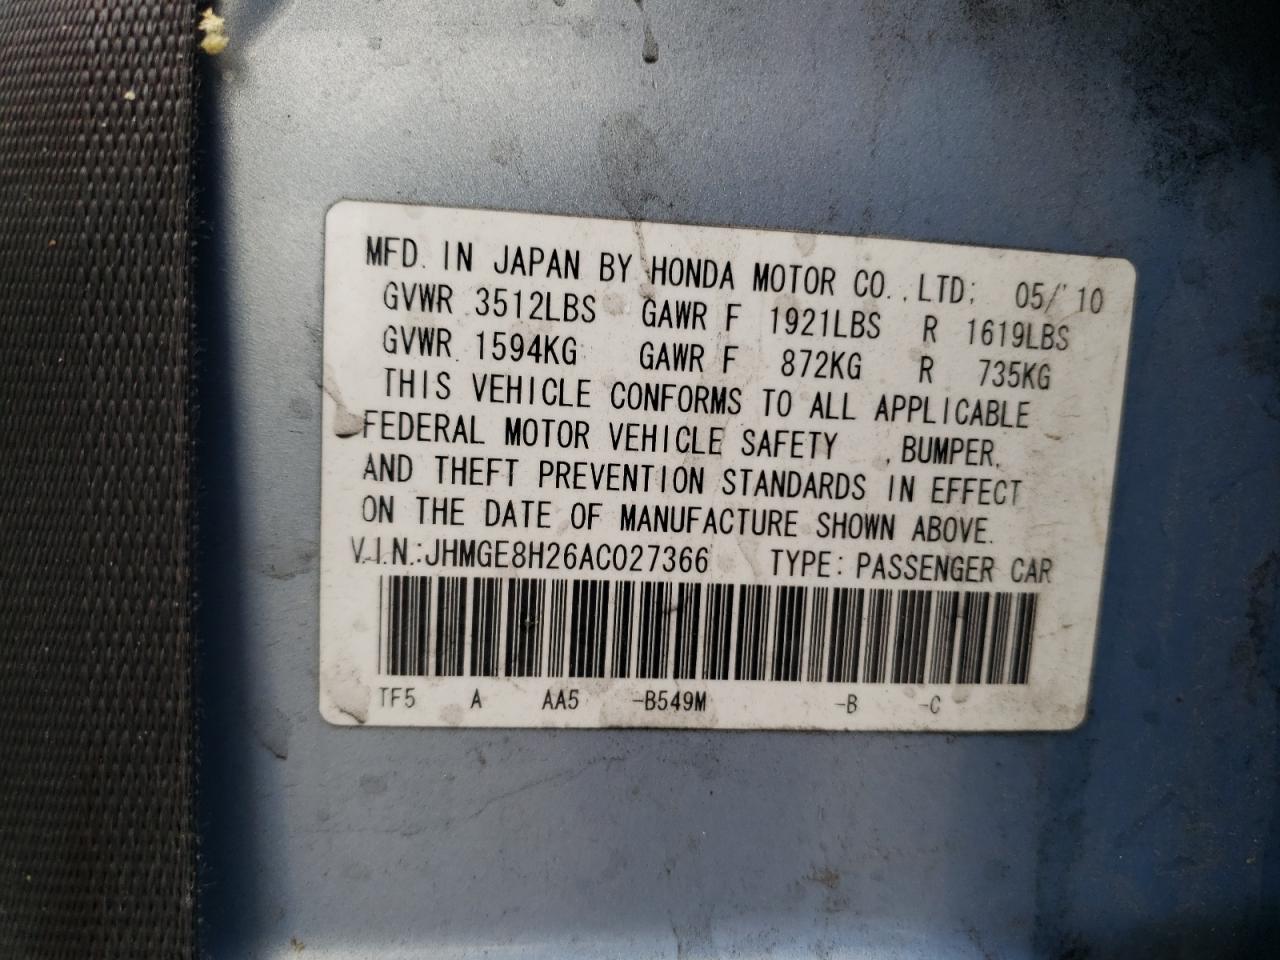 MFD. IN JAPAN BY HONDA MOTOR CO., LTD; 05/'10
GVWR 3512LBS GAWR F 1921LBS R 1619LBS
GVWR 1594KG GAWR F 872KG R 735KG
THIS VEHICLE CONFORMS TO ALL APPLICABLE
FEDERAL MOTOR VEHICLE SAFETY , BUMPER,
AND THEFT PREVENTION STANDARDS IN EFFECT
ON THE DATE OF MANUFACTURE SHOWN ABOVE.
V.I.N.:JHMGE8H26AC027366 TYPE: PASSENGER CAR
TF5 A AA5 -B549M -B -C